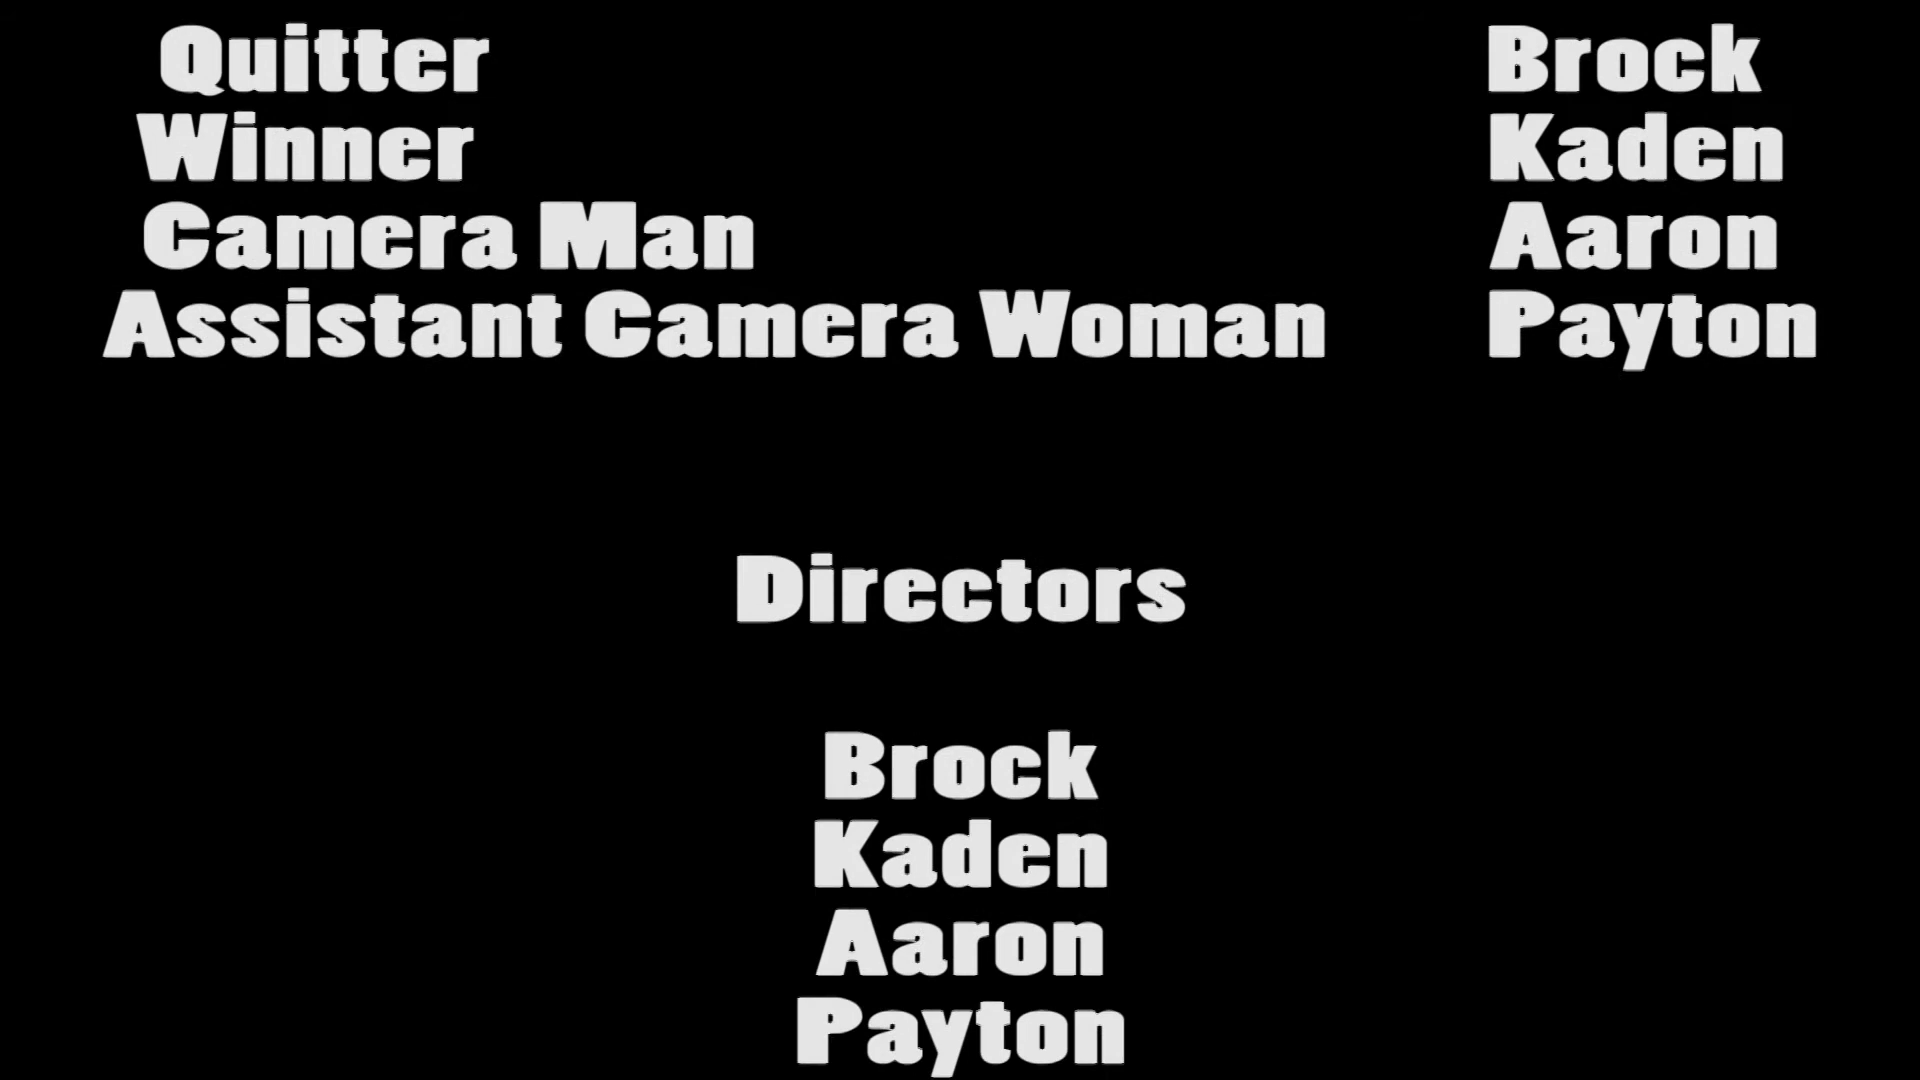 Quitter Brock
Winner Kaden
Camera Man Aaron
Assistant Camera Woman Payton
Directors
Brock
Kaden
Aaron
Payton